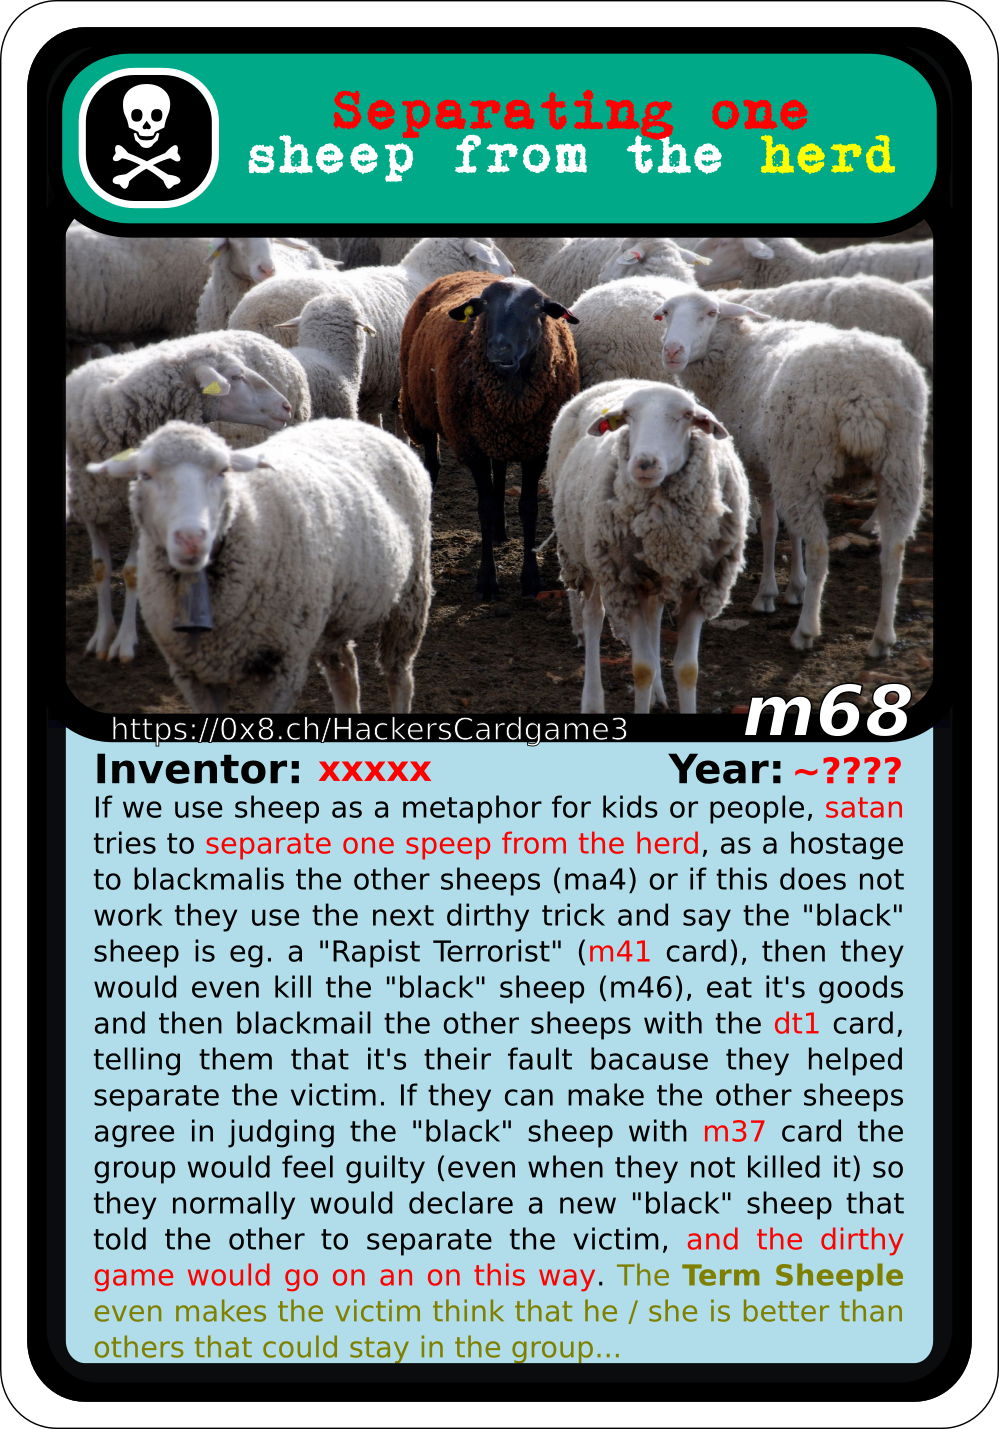 Separating one
sheep from the herd
https://0x8.ch/HackersCardgame3
m68
Inventor: xxxxx Year: ~????
If we use sheep as a metaphor for kids or people, satan
tries to separate one speep from the herd, as a hostage
to blackmalis the other sheeps (ma4) or if this does not
work they use the next dirthy trick and say the "black"
sheep is eg. a "Rapist Terrorist" (m41 card), then they
would even kill the "black" sheep (m46), eat it's goods
and then blackmail the other sheeps with the dt1 card,
telling them that it's their fault bacause they helped
separate the victim. If they can make the other sheeps
agree in judging the "black" sheep with m37 card the
group would feel guilty (even when they not killed it) so
they normally would declare a new "black" sheep that
told the other to separate the victim, and the dirthy
game would go on an on this way. The Term Sheeple
even makes the victim think that he / she is better than
others that could stay in the group...